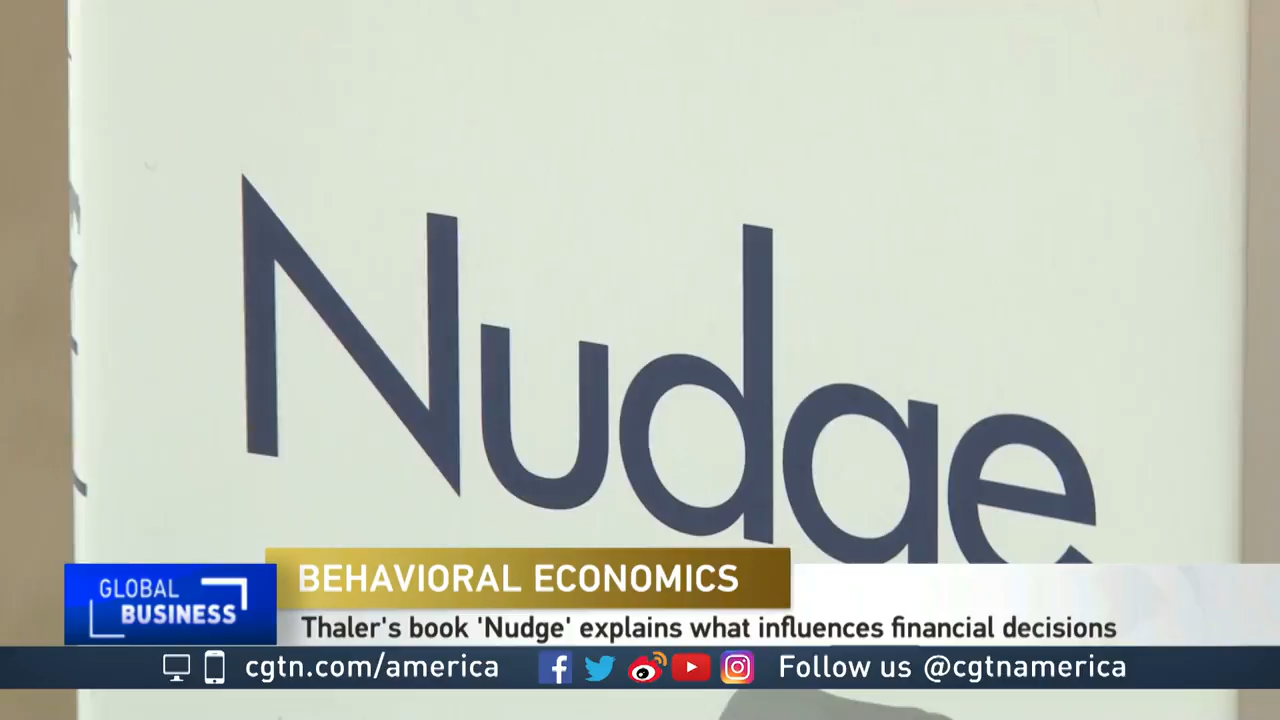 Nudge
BEHAVIORAL ECONOMICS
GLOBAL
BUSINESS
Thaler's book 'Nudge' explains what influences financial decisions
cgtn.com/america
Follow us @cgtnamerica